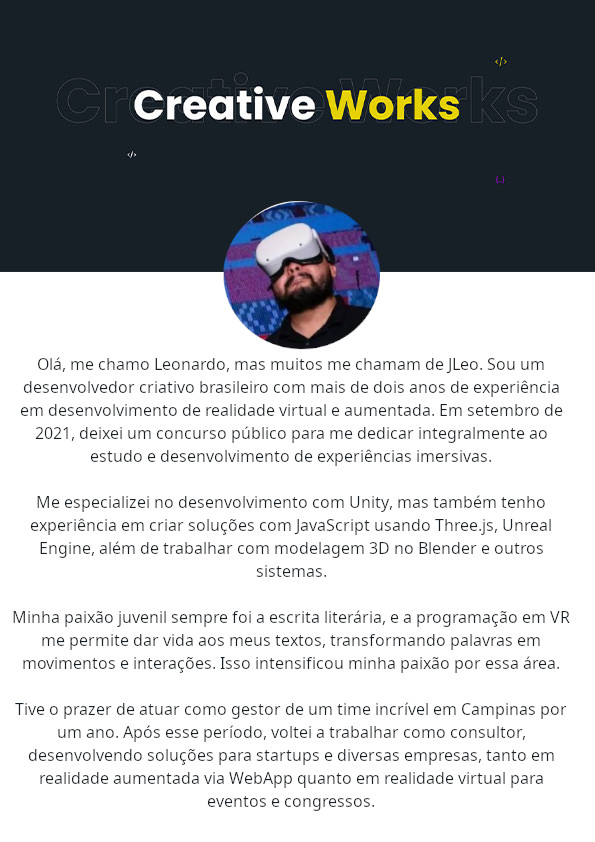 </>
Creative Works
Creative Works
</>
Olá, me chamo Leonardo, mas muitos me chamam de JLeo. Sou um
desenvolvedor criativo brasileiro com mais de dois anos de experiência
em desenvolvimento de realidade virtual e aumentada. Em setembro de
2021, deixei um concurso público para me dedicar integralmente ao
estudo e desenvolvimento de experiências imersivas.
Me especializei no desenvolvimento com Unity, mas também tenho
experiência em criar soluções com JavaScript usando Three.js, Unreal
Engine, além de trabalhar com modelagem 3D no Blender e outros
sistemas.
Minha paixão juvenil sempre foi a escrita literária, e a programação em VR
me permite dar vida aos meus textos, transformando palavras em
movimentos e interações. Isso intensificou minha paixão por essa área.
Tive o prazer de atuar como gestor de um time incrível em Campinas por
um ano. Após esse período, voltei a trabalhar como consultor,
desenvolvendo soluções para startups e diversas empresas, tanto em
realidade aumentada via WebApp quanto em realidade virtual para
eventos e congressos.